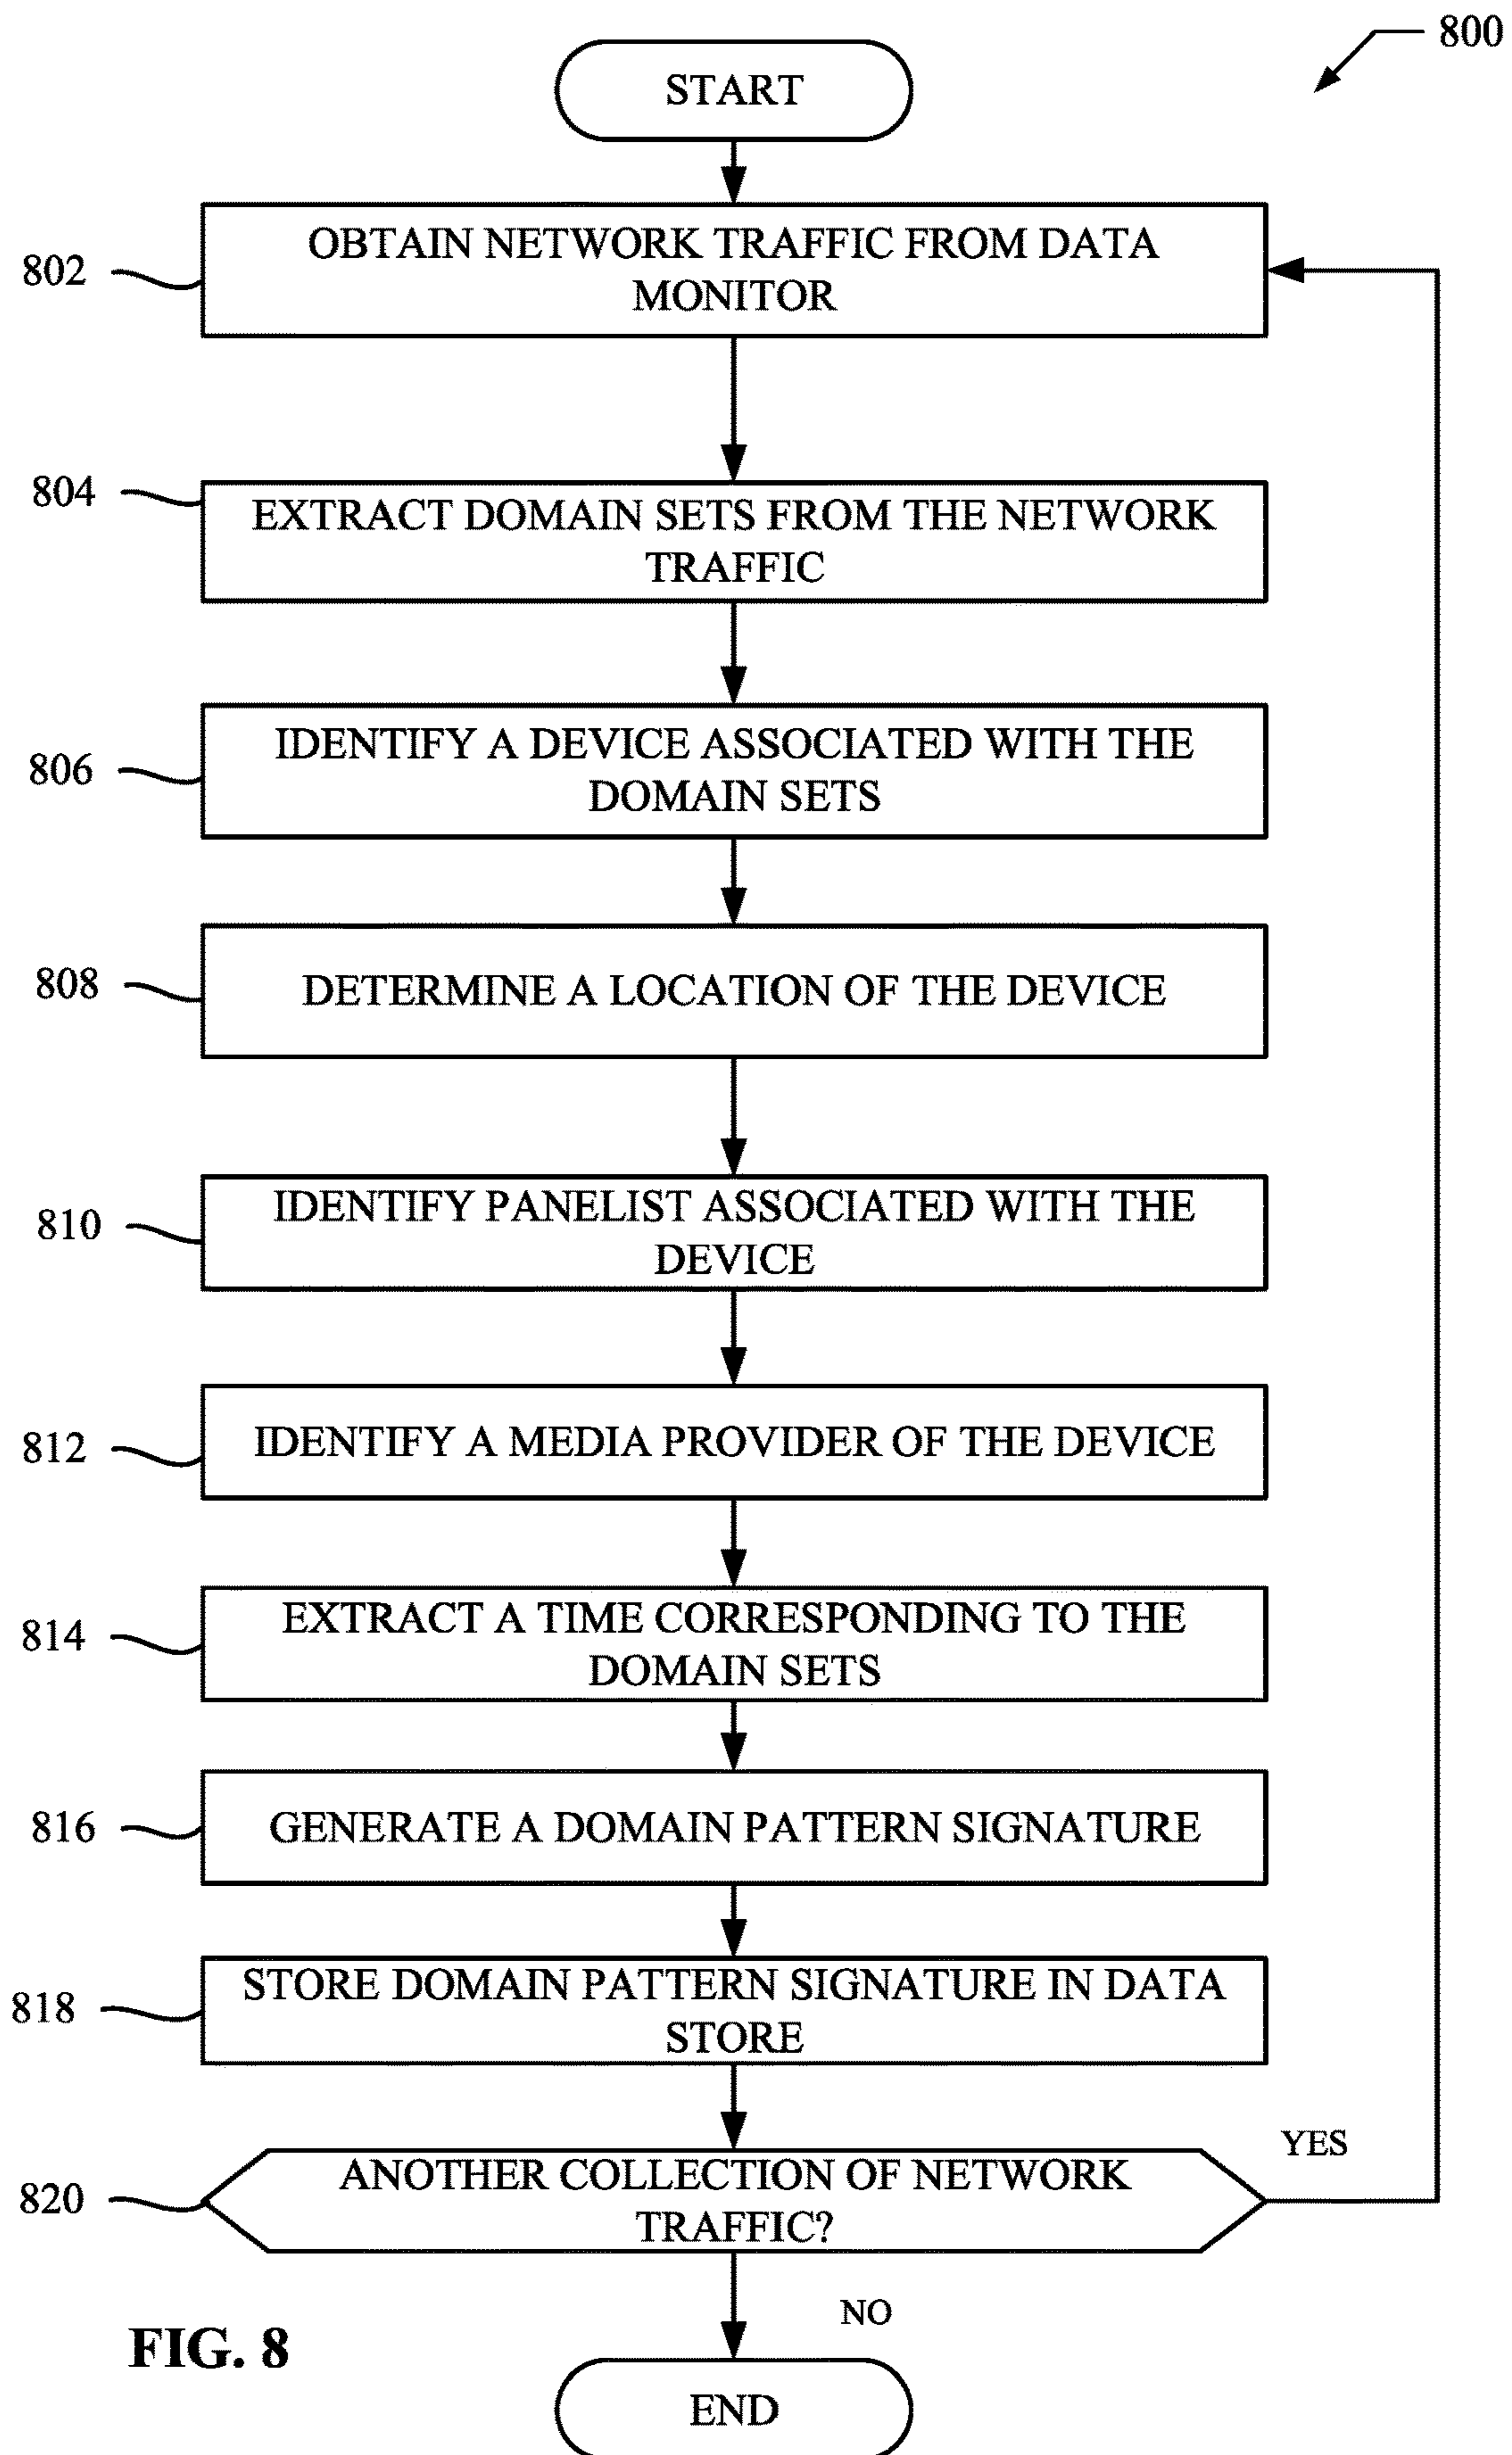 800
START
802
OBTAIN NETWORK TRAFFIC FROM DATA
MONITOR
804
EXTRACT DOMAIN SETS FROM THE NETWORK
TRAFFIC
806
IDENTIFY A DEVICE ASSOCIATED WITH THE
DOMAIN SETS
808
DETERMINE A LOCATION OF THE DEVICE
810
IDENTIFY PANELIST ASSOCIATED WITH THE
DEVICE
812
IDENTIFY A MEDIA PROVIDER OF THE DEVICE
814
EXTRACT A TIME CORRESPONDING TO THE
DOMAIN SETS
816
GENERATE A DOMAIN PATTERN SIGNATURE
818
STORE DOMAIN PATTERN SIGNATURE IN DATA
STORE
820
ANOTHER COLLECTION OF NETWORK
TRAFFIC?
YES
NO
FIG. 8
END